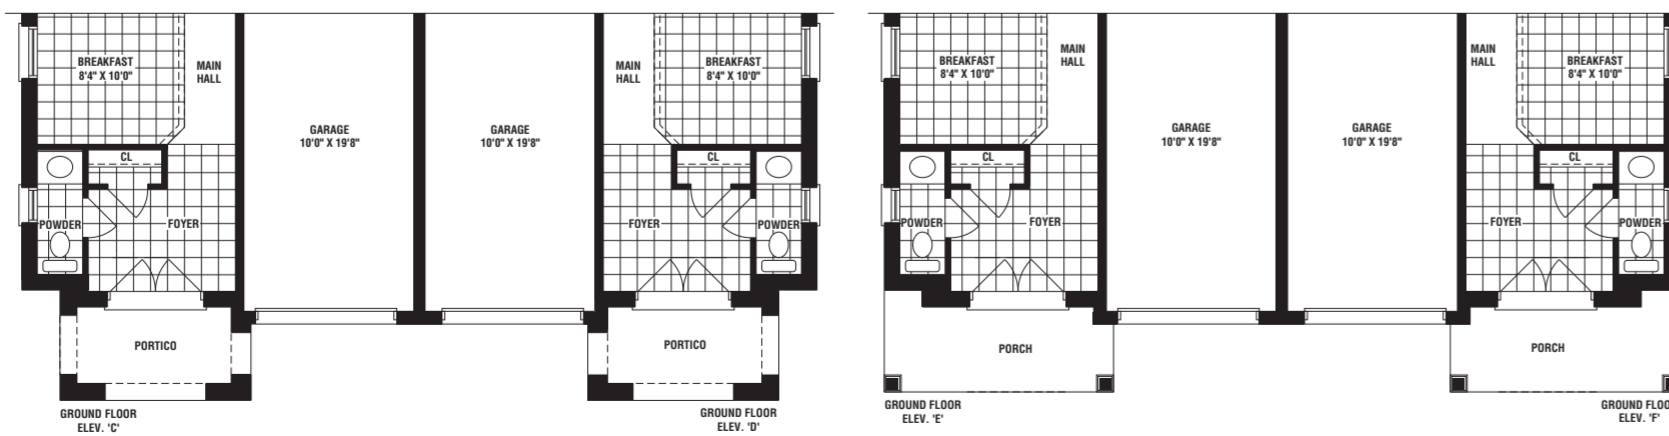 BREAKFAST
8'4" X 10'0"
MAIN
HALL
GARAGE
10'0" X 19'8"
CL
POWDER
FOYER
PORTICO
GROUND FLOOR
ELEV. 'C'
GARAGE
10'0" X 19'8"
MAIN
HALL
BREAKFAST
8'4" X 10'0"
CL
FOYER
POWDER
PORTICO
GROUND FLOOR
ELEV. 'D'
BREAKFAST
8'4" X 10'0"
MAIN
HALL
GARAGE
10'0" X 19'8"
CL
POWDER
FOYER
PORCH
GROUND FLOOR
ELEV. 'E'
GARAGE
10'0" X 19'8"
MAIN
HALL
BREAKFAST
8'4" X 10'0"
CL
FOYER
POWDER
PORCH
GROUND FLOOR
ELEV. 'F'